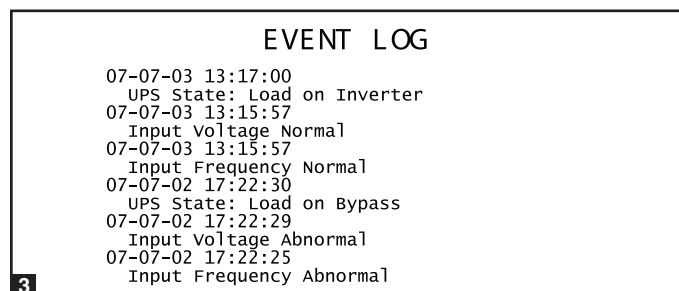 EVENT LOG
07-07-03 13:17:00
UPS State: Load on Inverter
07-07-03 13:15:57
Input Voltage Normal
07-07-03 13:15:57
Input Frequency Normal
07-07-02 17:22:30
UPS State: Load on Bypass
07-07-02 17:22:29
Input Voltage Abnormal
07-07-02 17:22:25
Input Frequency Abnormal
3